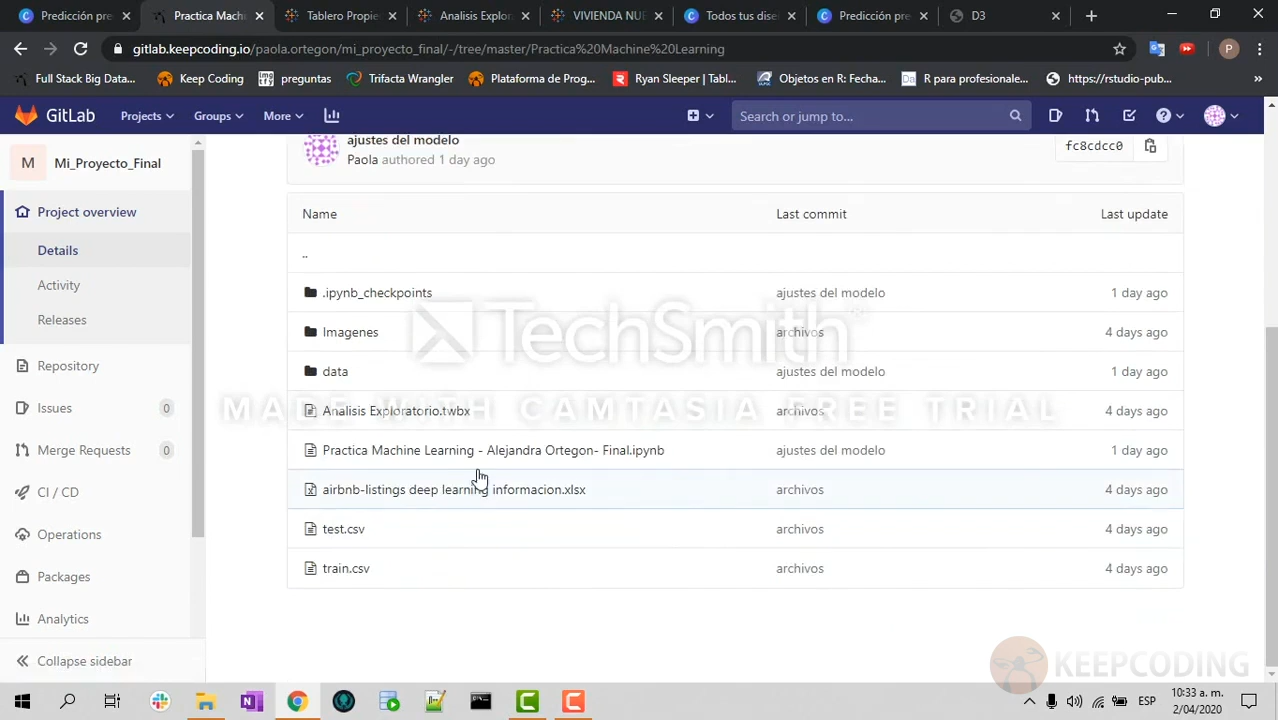 Predicción pre
Practica Machi
Tablero Propie
Analisis Explor
VIVIENDA NUE
Todos tus dise
Predicción pre
D3
gitlab.keepcoding.io/paola.ortegon/mi_proyecto_final/-/tree/master/Practica%20Machine%20Learning
P
Full Stack Big Data...
Keep Coding
preguntas
Trifacta Wrangler
Plataforma de Prog...
Ryan Sleeper | Tabl...
Objetos en R: Fecha...
R para profesionale...
https://rstudio-pub...
GitLab
Projects
Groups
More
Search or jump to...
M
Mi_Proyecto_Final
Project overview
Details
Activity
Releases
Repository
Issues
0
Merge Requests
0
CI / CD
Operations
Packages
Analytics
Collapse sidebar
ajustes del modelo
Paola authored 1 day ago
fc8cdcc0
Name
Last commit
Last update
..
.ipynb_checkpoints
ajustes del modelo
1 day ago
Imagenes
archivos
4 days ago
data
ajustes del modelo
1 day ago
Analisis Exploratorio.twbx
archivos
4 days ago
Practica Machine Learning - Alejandra Ortegon- Final.ipynb
ajustes del modelo
1 day ago
airbnb-listings deep learning informacion.xlsx
archivos
4 days ago
test.csv
archivos
4 days ago
train.csv
archivos
4 days ago
TechSmith
MADE WITH CAMTASIA FREE TRIAL
KEEPCODING
ESP
0:33 a. m.
2/04/2020